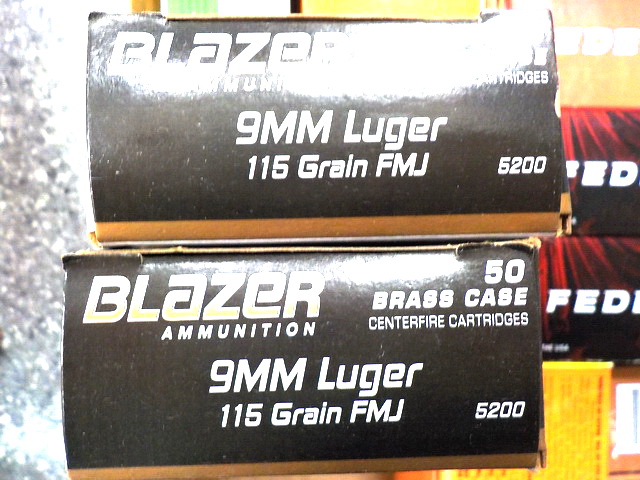 BLAZER
CARTRIDGES
9MM Luger
115 Grain FMJ
5200
BLAZER
AMMUNITION
50
BRASS CASE
CENTERFIRE CARTRIDGES
9MM Luger
115 Grain FMJ
5200
FEDE
FEDE
FEDE